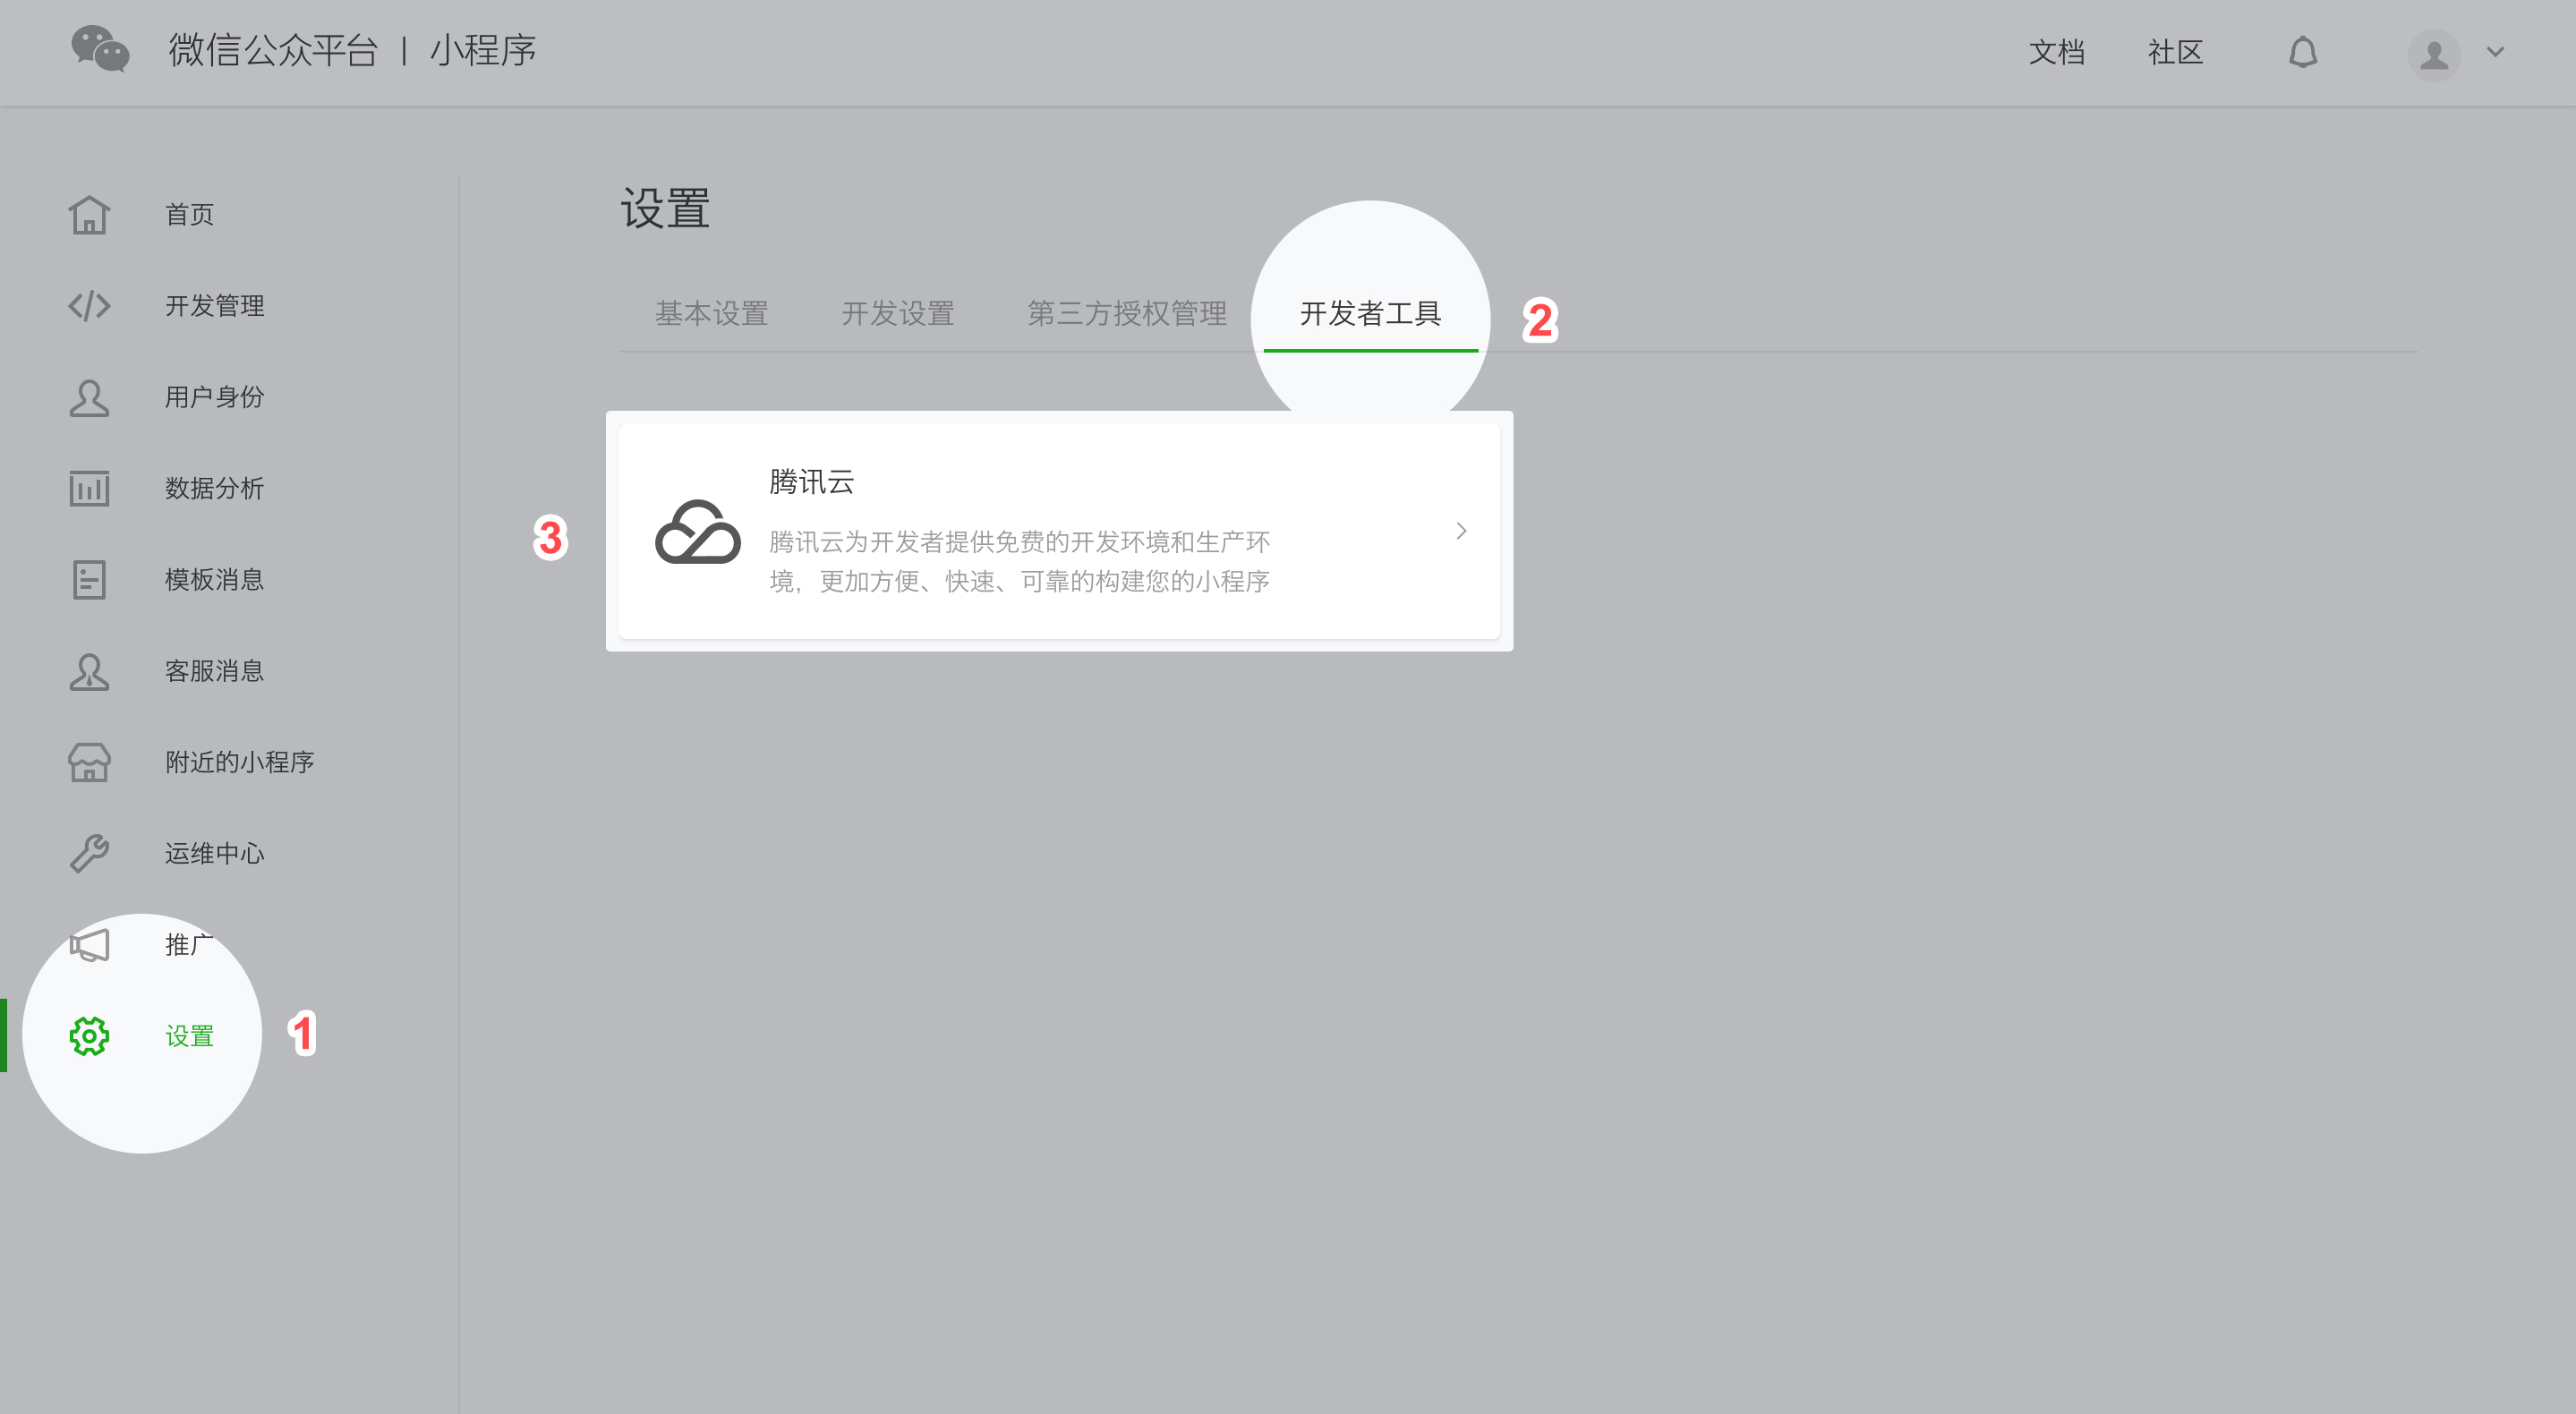 微信公众平台 | 小程序
文档
社区
首页
开发管理
用户身份
数据分析
模板消息
客服消息
附近的小程序
运维中心
推广
设置
1
设置
基本设置
开发设置
第三方授权管理
开发者工具
2
3
腾讯云
腾讯云为开发者提供免费的开发环境和生产环
境，更加方便、快速、可靠的构建您的小程序